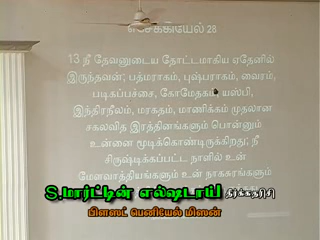 எசேக்கியேல் 28
13 நீ தேவனுடைய தோட்டமாகிய ஏதேனில்
இருந்தவன்; பத்மராகம், புஷ்பராகம், வைரம்,
படிகப்பச்சை, கோமேதகம், யஸ்பி,
இந்திரநீலம், மரகதம், மாணிக்கம் முதலான
சகலவித இரத்தினங்களும் பொன்னும்
உன்னை மூடிக்கொண்டிருக்கிறது; நீ
சிருஷ்டிக்கப்பட்ட நாளில் உன்
மேளவாத்தியங்களும் உன் நாகசுரங்களும்
S.மார்ட்டின் எல்ஷடாய் தீர்க்கதரிசி
பிளஸ்ட் பெனியேல் மிஷன்